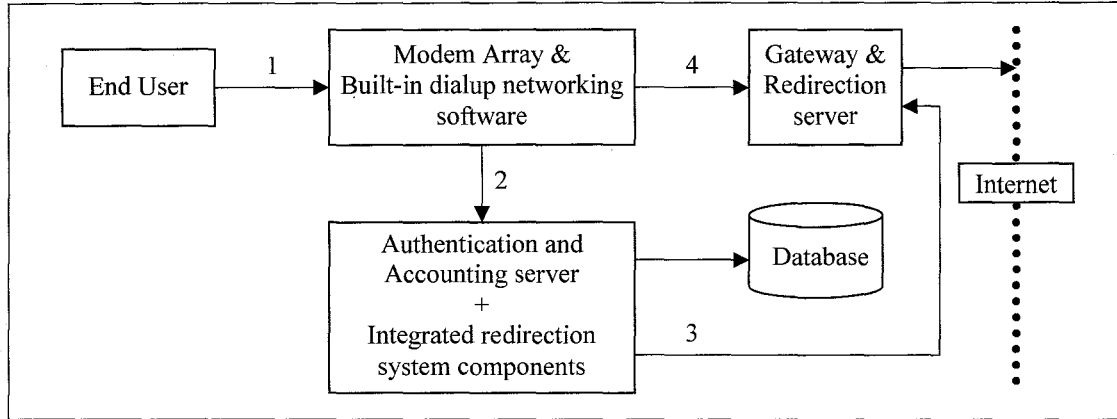 End User
1
Modem Array &
Built-in dialup networking
software
4
Gateway &
Redirection
server
2
Internet
Authentication and
Accounting server
+
Integrated redirection
system components
Database
3